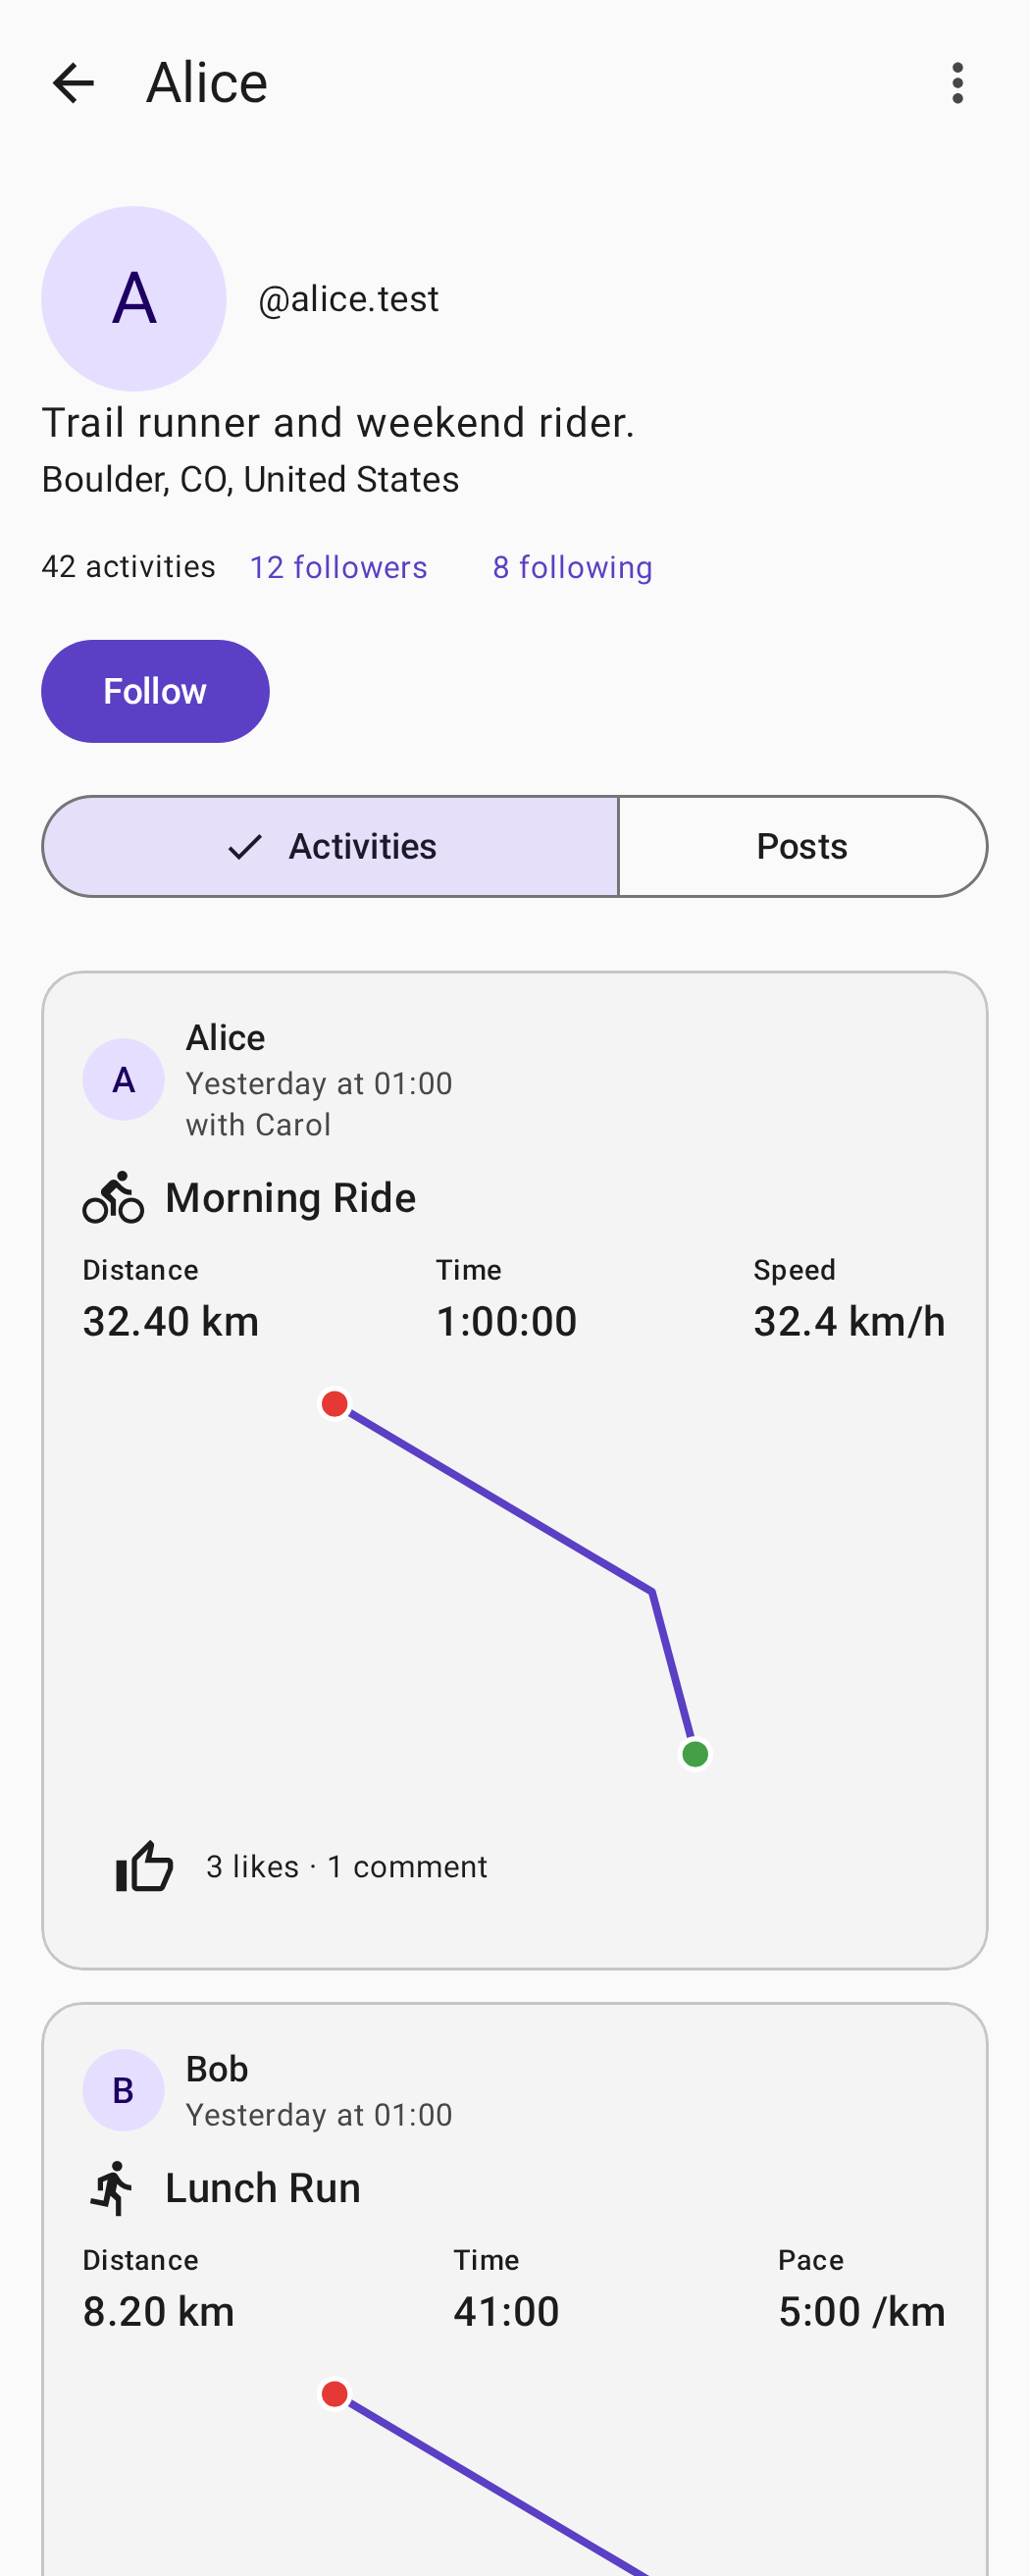 Alice
A
@alice.test
Trail runner and weekend rider.
Boulder, CO, United States
42 activities 12 followers 8 following
Follow
Activities Posts
A
Alice
Yesterday at 01:00
with Carol
Morning Ride
Distance Time Speed
32.40 km 1:00:00 32.4 km/h
3 likes · 1 comment
B
Bob
Yesterday at 01:00
Lunch Run
Distance Time Pace
8.20 km 41:00 5:00 /km